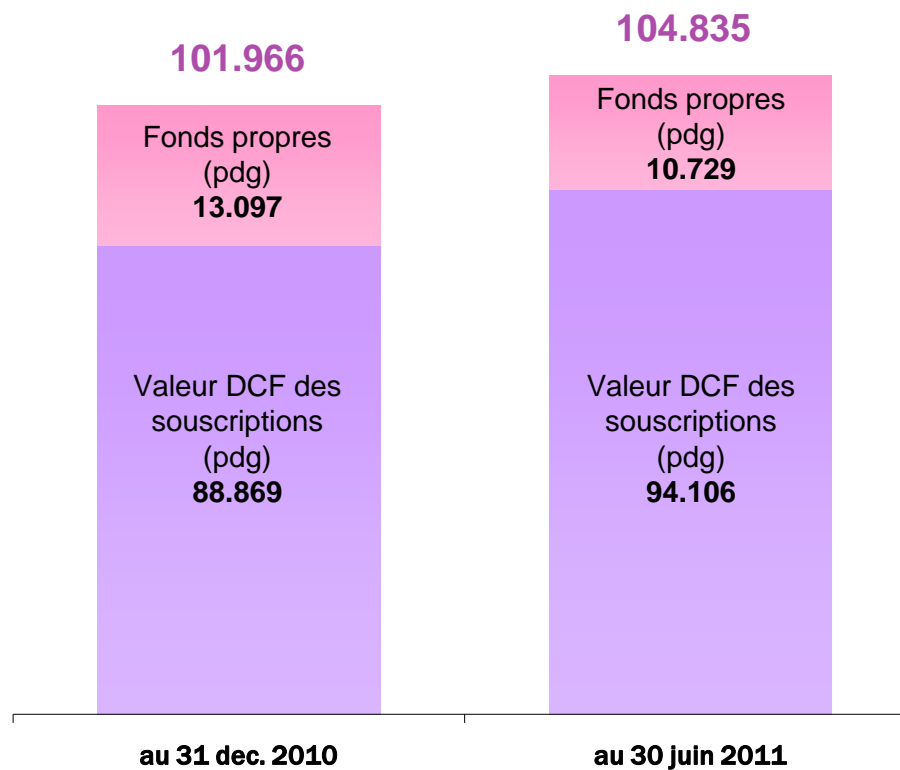 101.966
Fonds propres
(pdg)
13.097
Valeur DCF des
souscriptions
(pdg)
88.869
au 31 dec. 2010
104.835
Fonds propres
(pdg)
10.729
Valeur DCF des
souscriptions
(pdg)
94.106
au 30 juin 2011